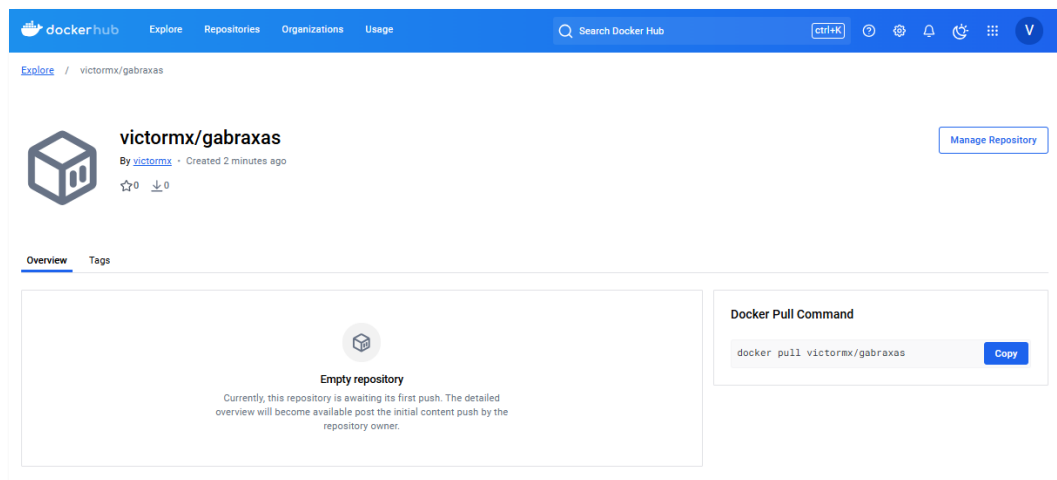 dockerhub Explore Repositories Organizations Usage Search Docker Hub ctrl+K V
Explore / victormx/gabraxas
victormx/gabraxas
Manage Repository
By victormx • Created 2 minutes ago
0 0
Overview Tags
Empty repository
Currently, this repository is awaiting its first push. The detailed
overview will become available post the initial content push by the
repository owner.
Docker Pull Command
docker pull victormx/gabraxas Copy